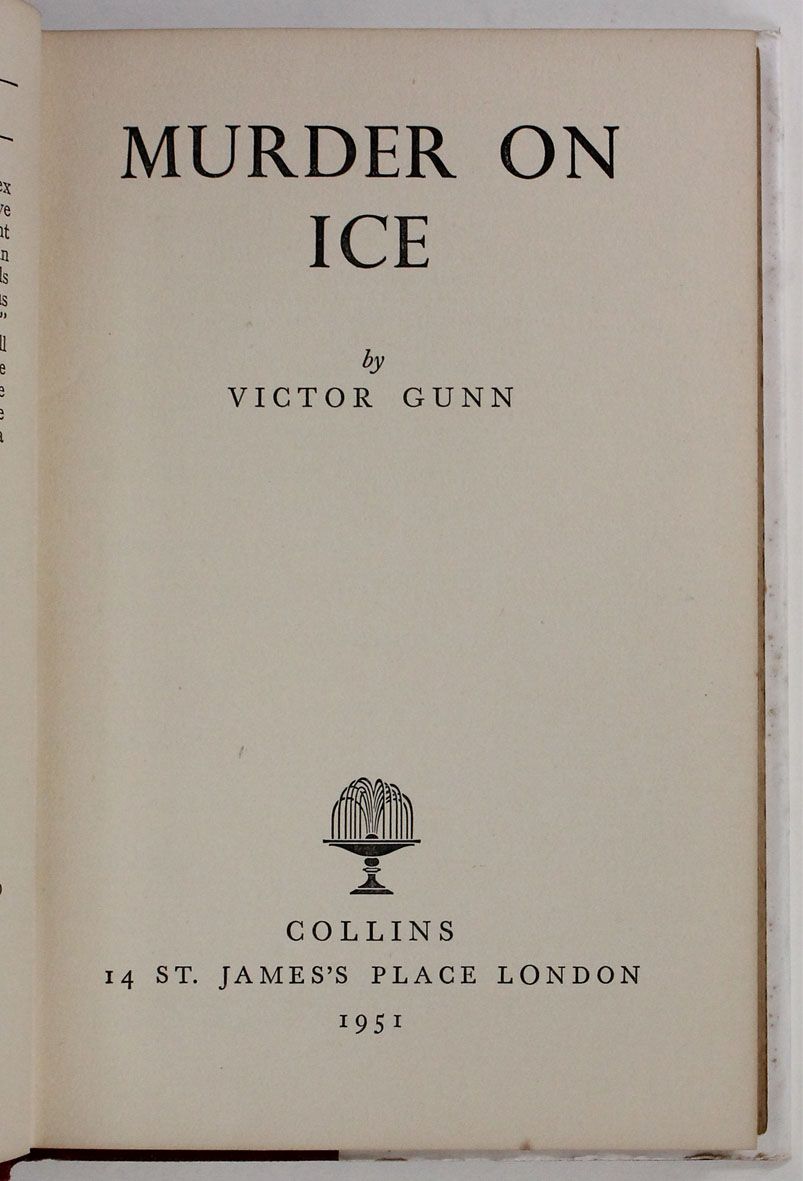 MURDER ON
ICE
by
VICTOR GUNN
COLLINS
14 ST. JAMES'S PLACE LONDON
1951